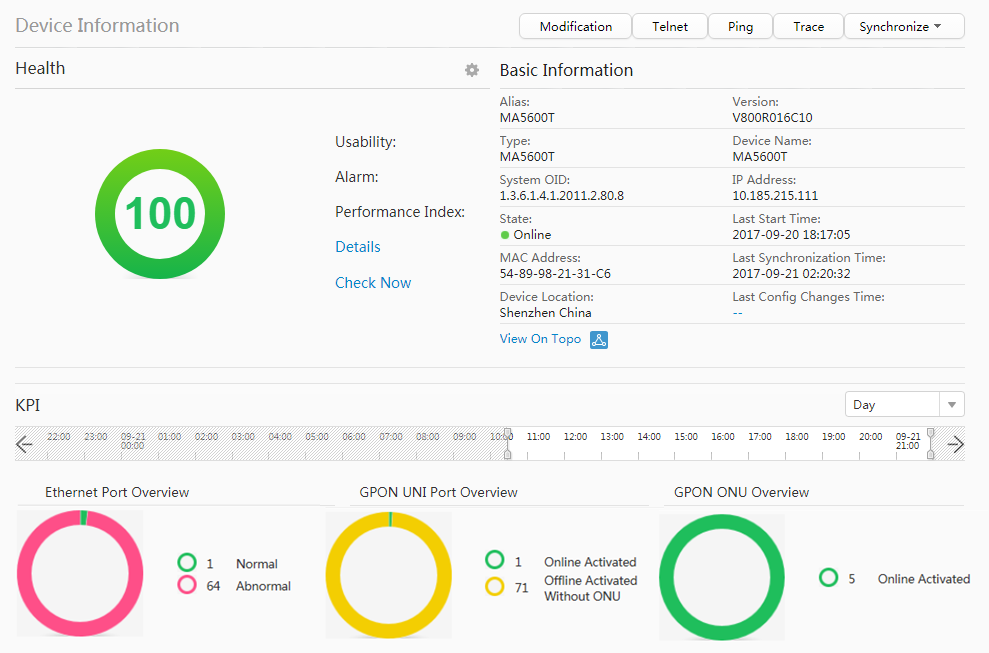 Device Information
Modification Telnet Ping Trace Synchronize
Health
Basic Information
100
Usability:
Alarm:
Performance Index:
Details
Check Now
Alias: Version:
MA5600T V800R016C10
Type: Device Name:
MA5600T MA5600T
System OID: IP Address:
1.3.6.1.4.1.2011.2.80.8 10.185.215.111
State: Last Start Time:
Online 2017-09-20 18:17:05
MAC Address: Last Synchronization Time:
54-89-98-21-31-C6 2017-09-21 02:20:32
Device Location: Last Config Changes Time:
Shenzhen China --
View On Topo
KPI
Day
22:00 23:00 09-21 00:00 01:00 02:00 03:00 04:00 05:00 06:00 07:00 08:00 09:00 10:00 11:00 12:00 13:00 14:00 15:00 16:00 17:00 18:00 19:00 20:00 09-21 21:00
Ethernet Port Overview
1 Normal
64 Abnormal
GPON UNI Port Overview
1 Online Activated
71 Offline Activated
Without ONU
GPON ONU Overview
5 Online Activated